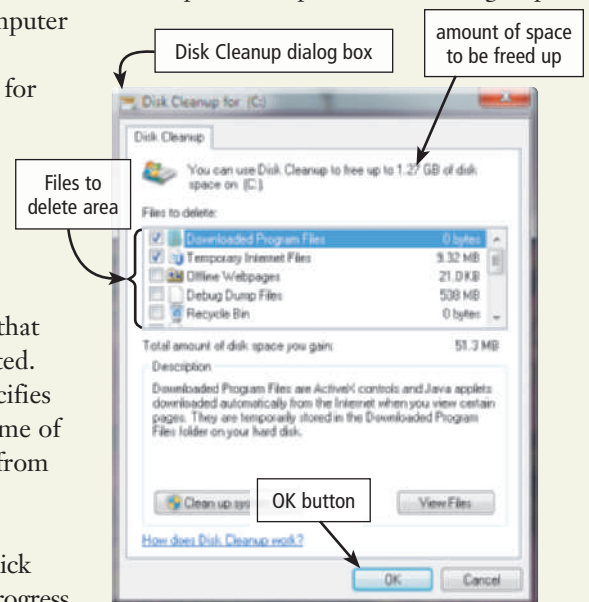 mputer
for
Disk Cleanup dialog box
amount of space
to be freed up
Disk Cleanup for (C:)
Disk Cleanup
You can use Disk Cleanup to free up to 1.27 GB of disk
space on (C:).
Files to
delete area
Files to delete:
Downloaded Program Files 0 bytes
Temporary Internet Files 9.32 MB
Offline Webpages 21.0 KB
Debug Dump Files 538 MB
Recycle Bin 0 bytes
Total amount of disk space you gain: 51.3 MB
Description
Downloaded Program Files are ActiveX controls and Java applets
downloaded automatically from the Internet when you view certain
pages. They are temporarily stored in the Downloaded Program
Files folder on your hard disk.
that
ted.
cifies
me of
from
Clean up sy
OK button
View Files
How does Disk Cleanup work?
ick
OK
Cancel
rogress